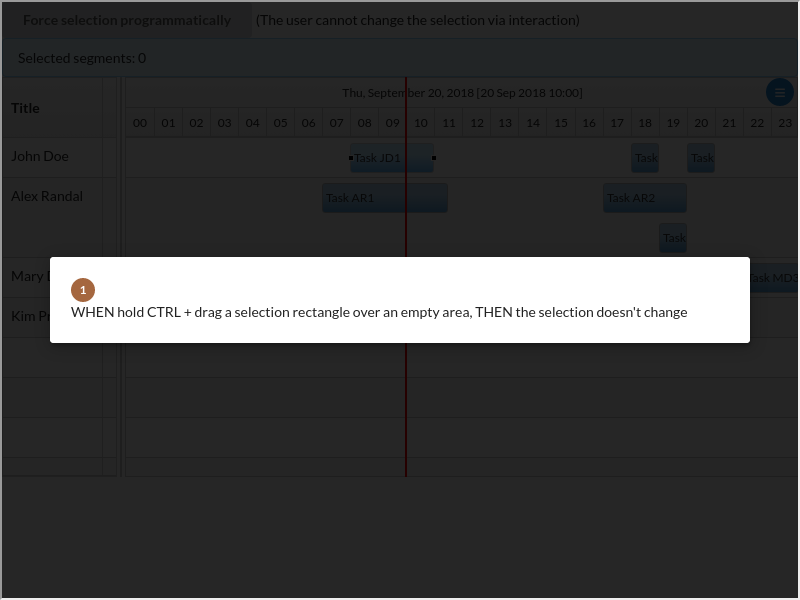 Force selection programmatically (The user cannot change the selection via interaction)
Selected segments: 0
Title
Thu, September 20, 2018 [20 Sep 2018 10:00]
00 01 02 03 04 05 06 07 08 09 10 11 12 13 14 15 16 17 18 19 20 21 22 23
John Doe
Task JD1
Task
Task
Alex Randal
Task AR1
Task AR2
Task
Mary
Task MD3
Kim
1
WHEN hold CTRL + drag a selection rectangle over an empty area, THEN the selection doesn't change